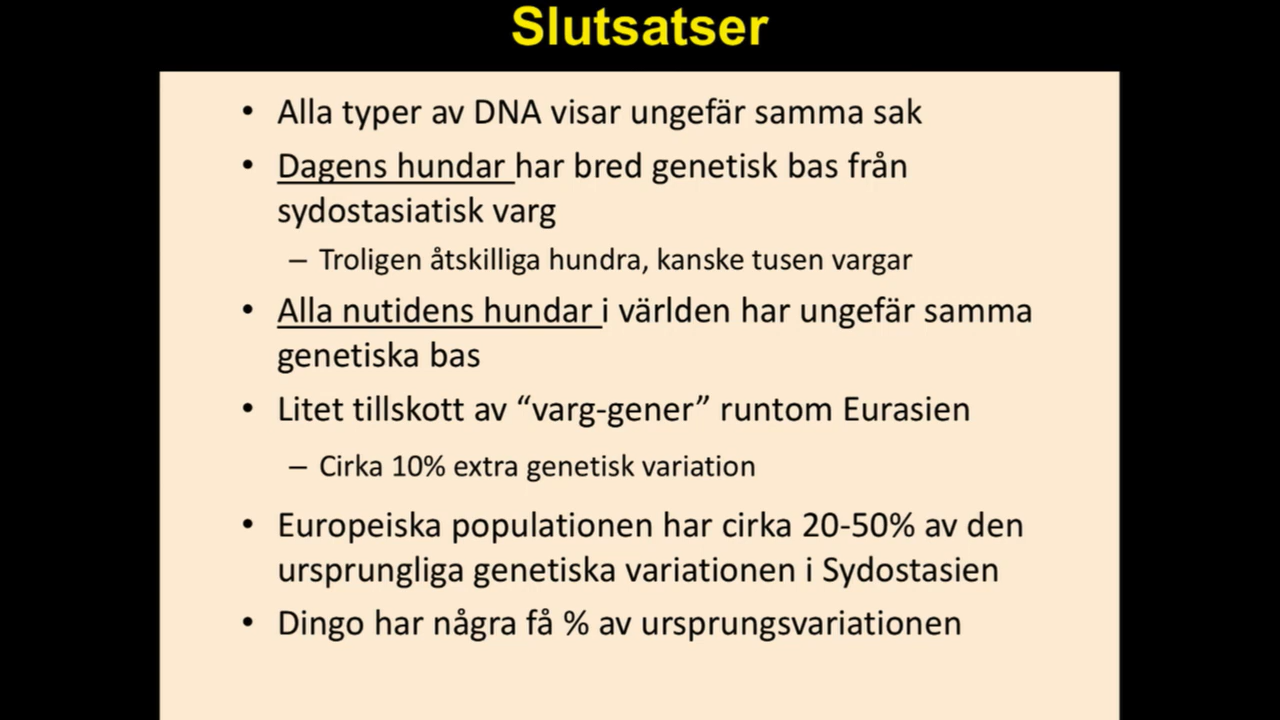 Slutsatser
• Alla typer av DNA visar ungefär samma sak
• Dagens hundar har bred genetisk bas från
sydostasiatisk varg
– Troligen åtskilliga hundra, kanske tusen vargar
• Alla nutidens hundar i världen har ungefär samma
genetiska bas
• Litet tillskott av “varg-gener” runtom Eurasien
– Cirka 10% extra genetisk variation
• Europeiska populationen har cirka 20-50% av den
ursprungliga genetiska variationen i Sydostasien
• Dingo har några få % av ursprungsvariationen